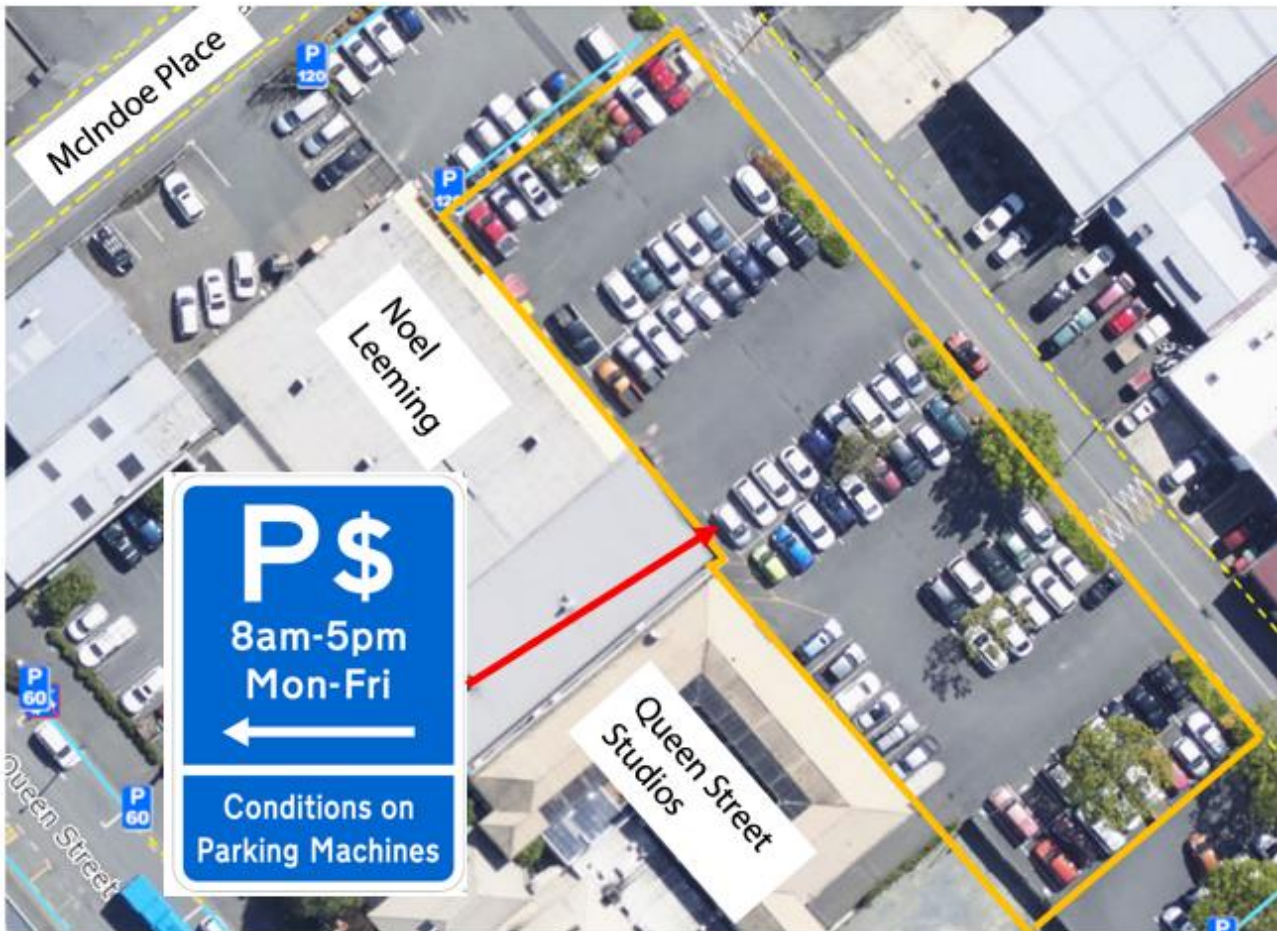 McIndoe Place
P
120
P
Noel
Leeming
P$
8am-5pm
Mon-Fri
Conditions on
Parking Machines
Queen Street
Studios
P
60
P
60
Queen Street
P